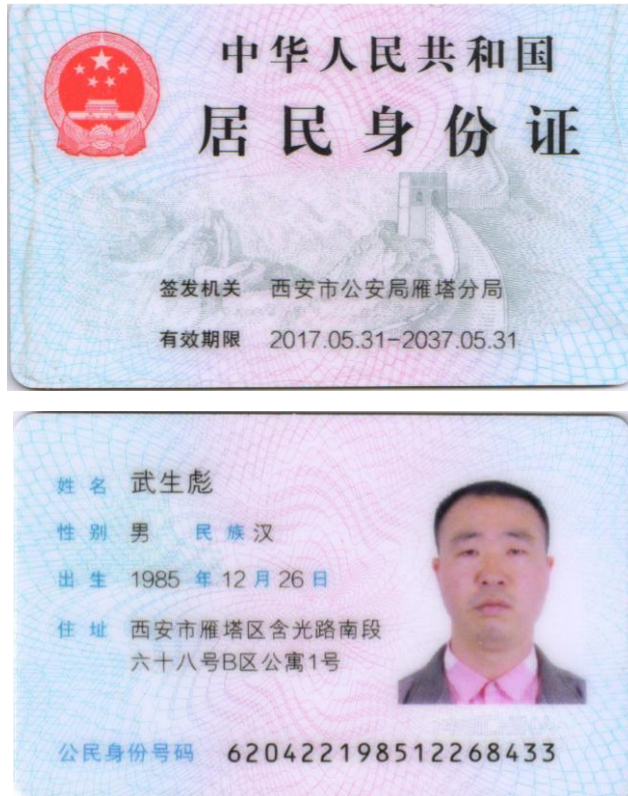 中华人民共和国
居民身份证
签发机关 西安市公安局雁塔分局
有效期限 2017.05.31-2037.05.31
姓名 武生彪
性别 男 民族 汉
出生 1985 年 12 月 26 日
住址 西安市雁塔区含光路南段
六十八号B区公寓1号
公民身份号码 620422198512268433